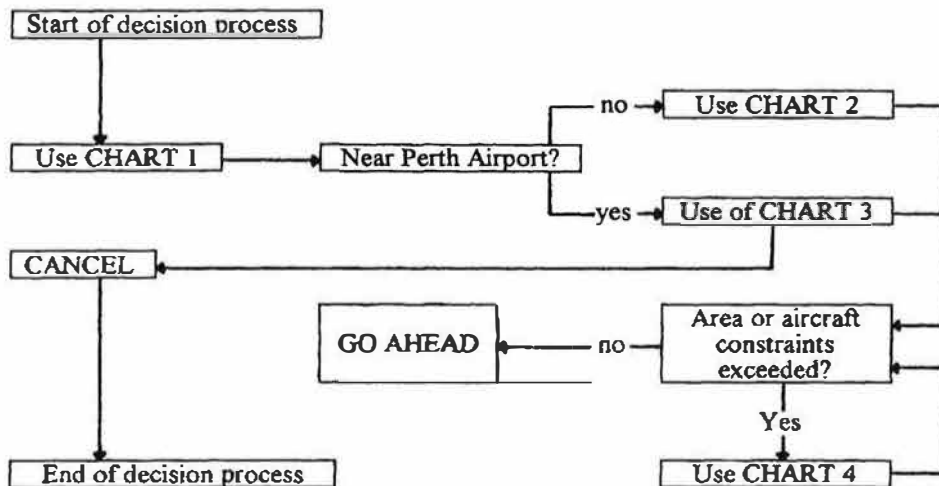 Start of decision process
no
Use CHART 2
Use CHART 1
Near Perth Airport?
yes
Use of CHART 3
CANCEL
GO AHEAD
no
Area or aircraft
constraints
exceeded?
Yes
End of decision process
Use CHART 4